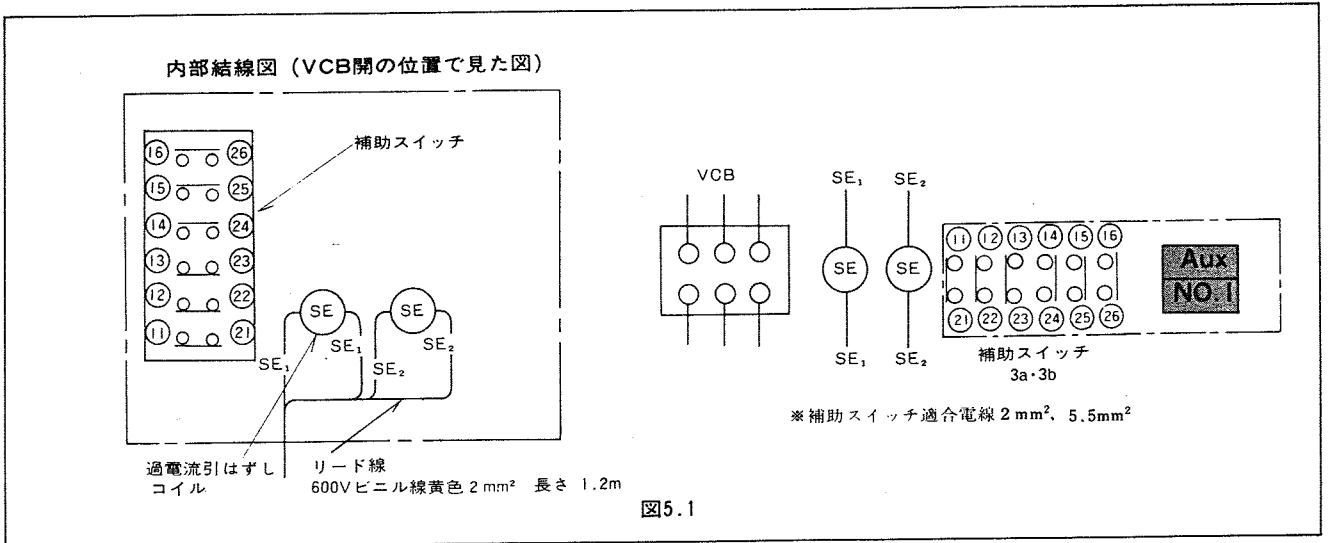 内部結線図（VCB開の位置で見た図）
補助スイッチ
16 26
15 25
14 24
13 23
12 22
11 21
SE SE
SE₁ SE₁ SE₂ SE₂
過電流引はずし
コイル
リード線
600Vビニル線黄色2mm² 長さ 1.2m
VCB
SE₁ SE₂
SE SE
SE₁ SE₂
11 12 13 14 15 16
21 22 23 24 25 26
Aux
NO.1
補助スイッチ
3a・3b
※補助スイッチ適合電線2mm²、5.5mm²
図5.1